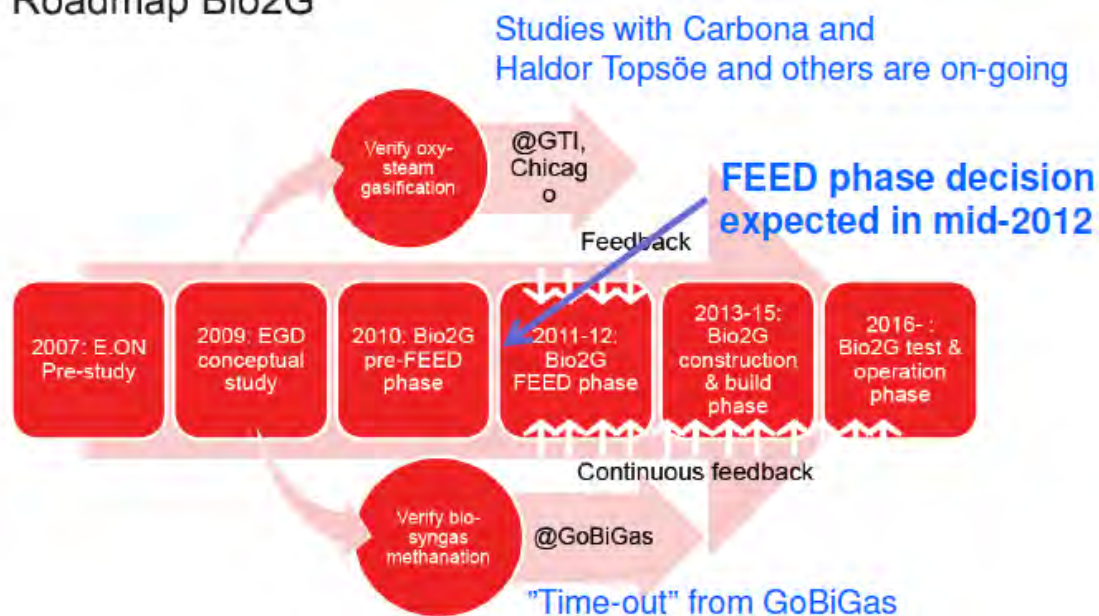 Roadmap Bio2G
Studies with Carbona and
Haldor Topsöe and others are on-going
Verify oxy-
steam
gasification
@GTI,
Chicag
o
FEED phase decision
expected in mid-2012
Feedback
2007: E.ON
Pre-study
2009: EGD
conceptual
study
2010: Bio2G
pre-FEED
phase
2011-12:
Bio2G
FEED phase
2013-15:
Bio2G
construction
& build
phase
2016- :
Bio2G test &
operation
phase
Continuous feedback
Verify bio-
syngas
methanation
@GoBiGas
"Time-out" from GoBiGas